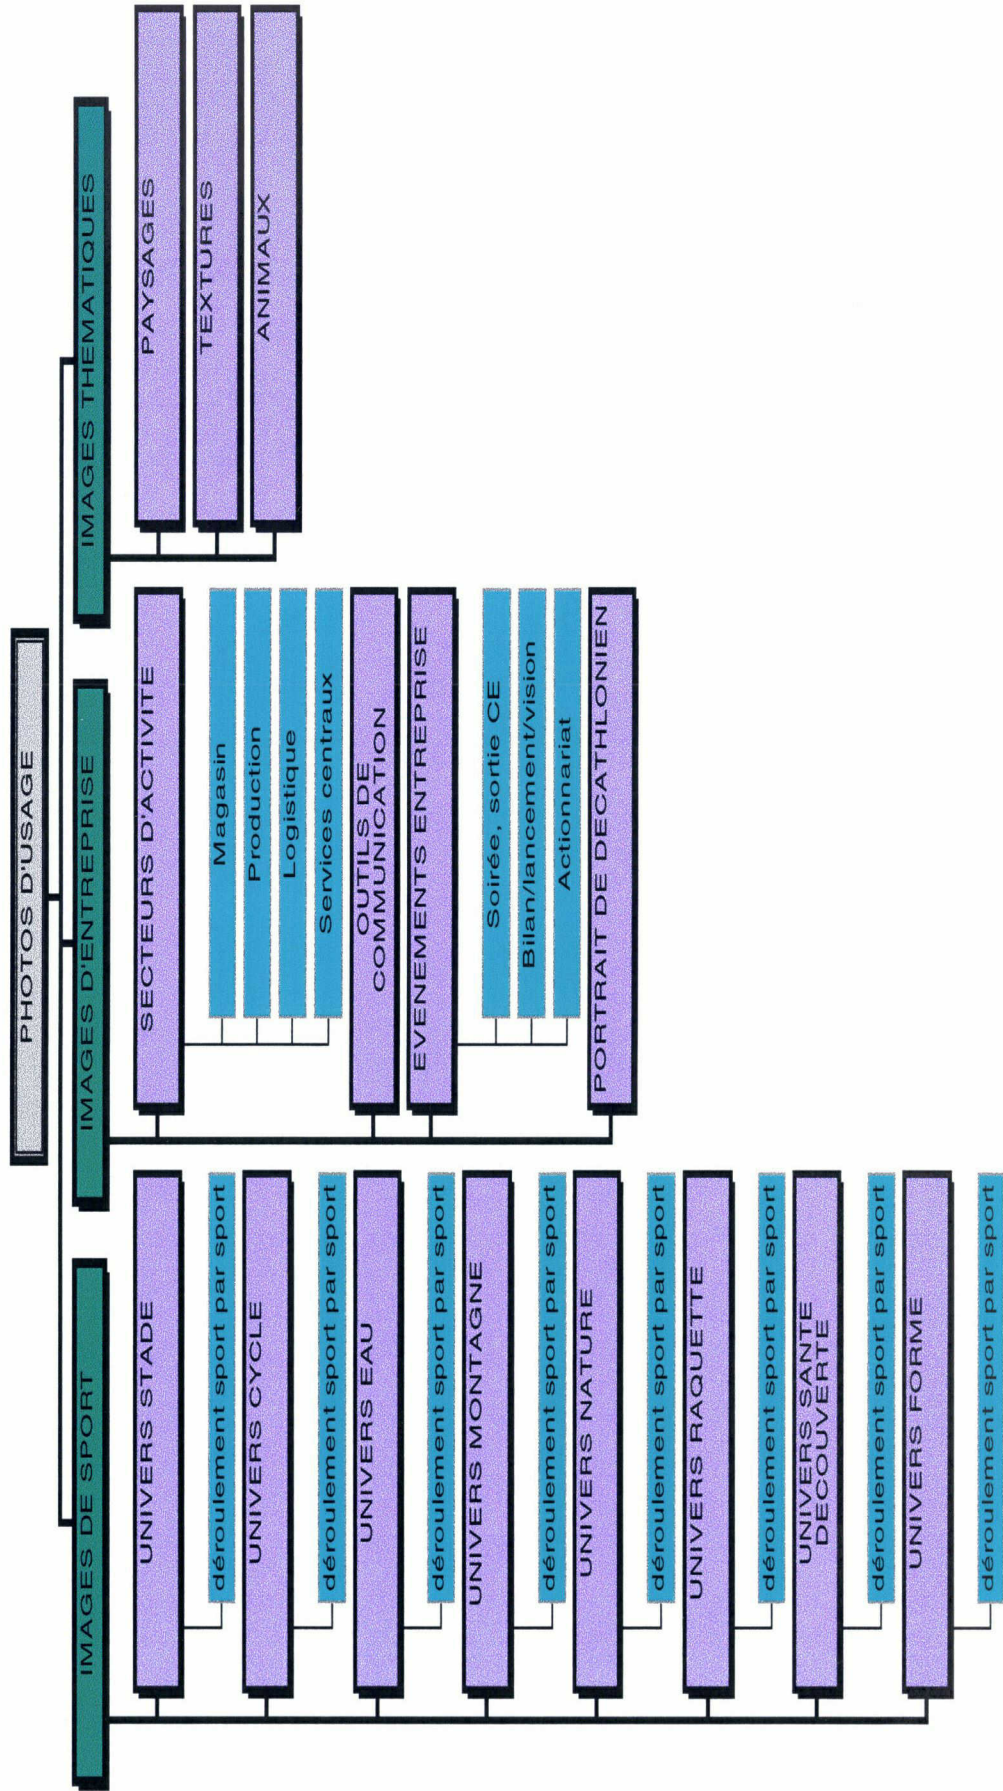 PHOTOS D'USAGE
IMAGES DE SPORT
UNIVERS STADE
déroulement sport par sport
UNIVERS CYCLE
déroulement sport par sport
UNIVERS EAU
déroulement sport par sport
UNIVERS MONTAGNE
déroulement sport par sport
UNIVERS NATURE
déroulement sport par sport
UNIVERS RAQUETTE
déroulement sport par sport
UNIVERS SANTE
DECOUVERTE
déroulement sport par sport
UNIVERS FORME
déroulement sport par sport
IMAGES D'ENTREPRISE
SECTEURS D'ACTIVITE
Magasin
Production
Logistique
Services centraux
OUTILS DE
COMMUNICATION
EVENEMENTS ENTREPRISE
Soirée, sortie CE
Bilan/lancement/vision
Actionnariat
PORTRAIT DE DECATHLONIEN
IMAGES THEMATIQUES
PAYSAGES
TEXTURES
ANIMAUX